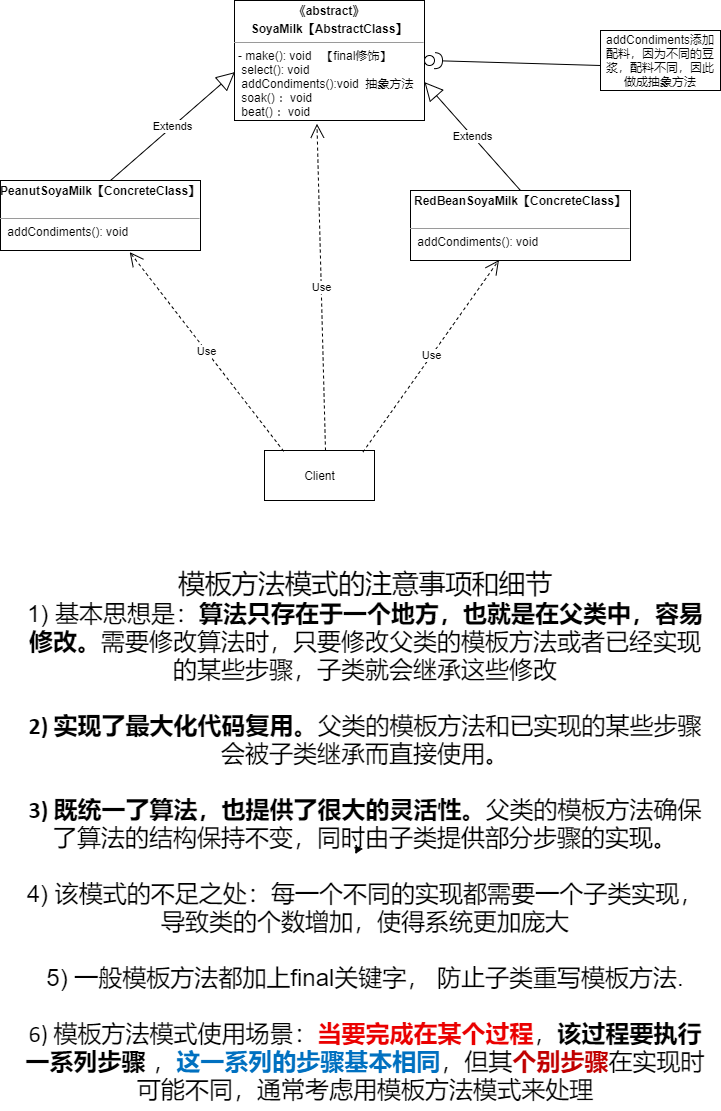 《abstract》
SoyaMilk【AbstractClass】
- make(): void 【final修饰】
select(): void
addCondiments():void 抽象方法
soak()： void
beat()： void
addCondiments添加
配料，因为不同的豆
浆，配料不同，因此
做成抽象方法
Extends
Extends
PeanutSoyaMilk【ConcreteClass】
addCondiments(): void
RedBeanSoyaMilk【ConcreteClass】
addCondiments(): void
Use
Use
Use
Client
模板方法模式的注意事项和细节
1) 基本思想是：算法只存在于一个地方，也就是在父类中，容易
修改。需要修改算法时，只要修改父类的模板方法或者已经实现
的某些步骤，子类就会继承这些修改
2) 实现了最大化代码复用。父类的模板方法和已实现的某些步骤
会被子类继承而直接使用。
3) 既统一了算法，也提供了很大的灵活性。父类的模板方法确保
了算法的结构保持不变，同时由子类提供部分步骤的实现。
4) 该模式的不足之处：每一个不同的实现都需要一个子类实现，
导致类的个数增加，使得系统更加庞大
5) 一般模板方法都加上final关键字， 防止子类重写模板方法.
6) 模板方法模式使用场景：当要完成在某个过程，该过程要执行
一系列步骤 ，这一系列的步骤基本相同，但其个别步骤在实现时
可能不同，通常考虑用模板方法模式来处理